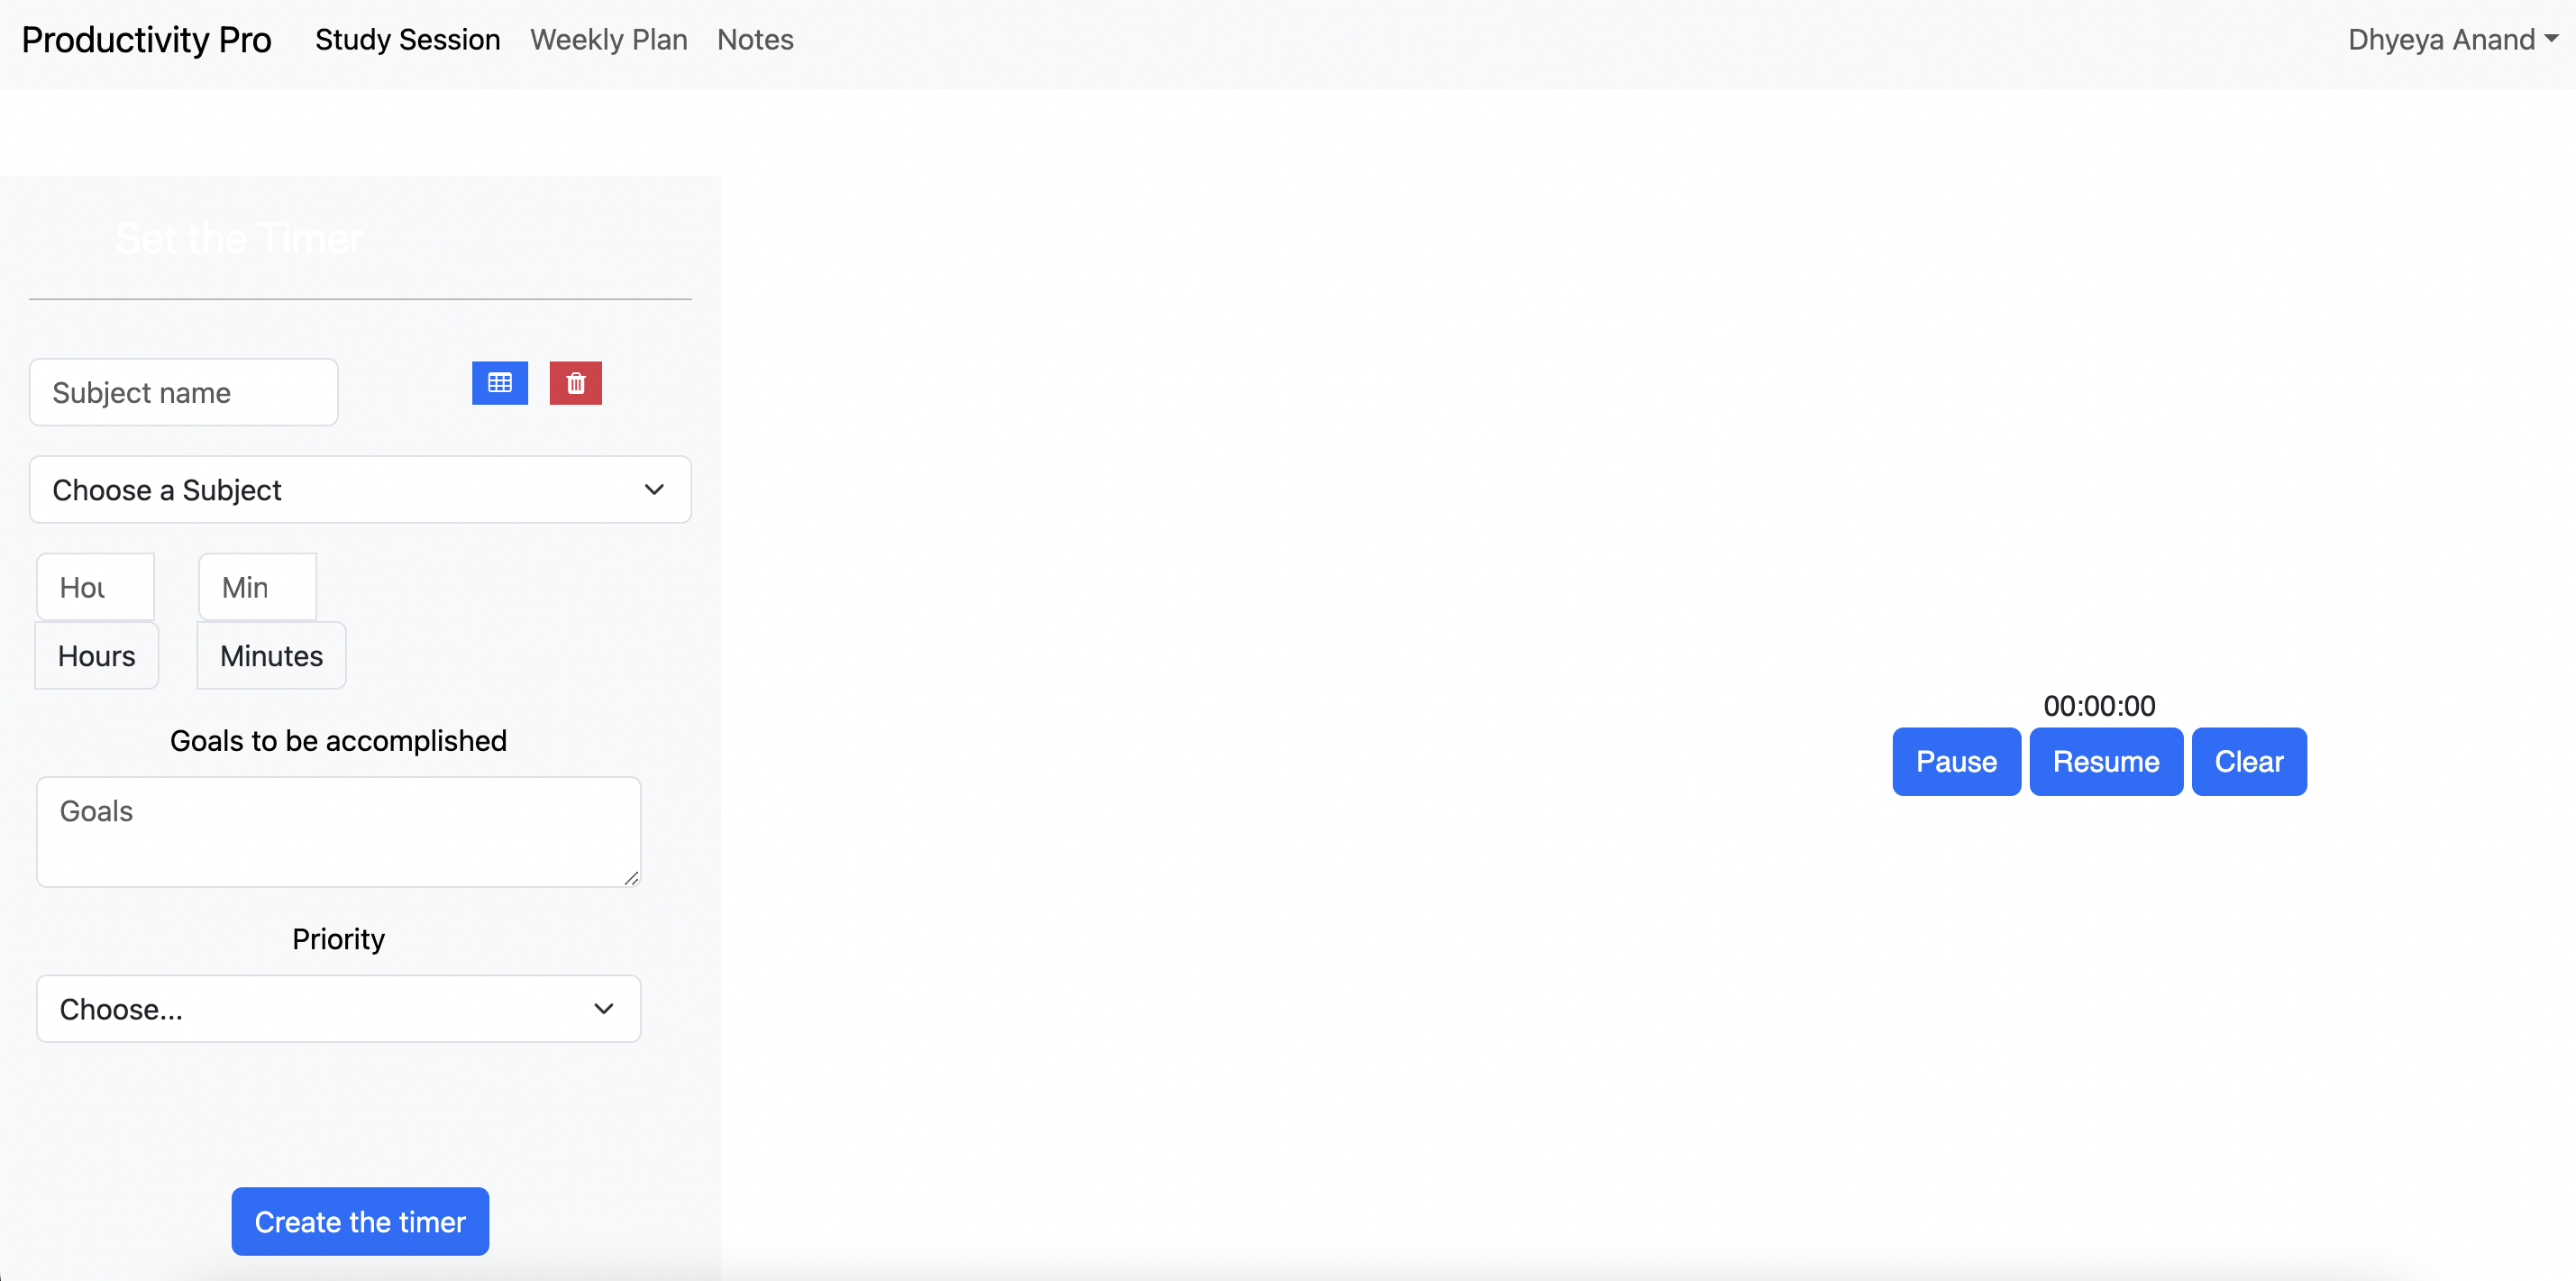 Productivity Pro Study Session Weekly Plan Notes Dhyeya Anand
Set the Timer
Subject name
Choose a Subject
Hou Min
Hours Minutes
Goals to be accomplished
Goals
Priority
Choose...
Create the timer
00:00:00
Pause Resume Clear